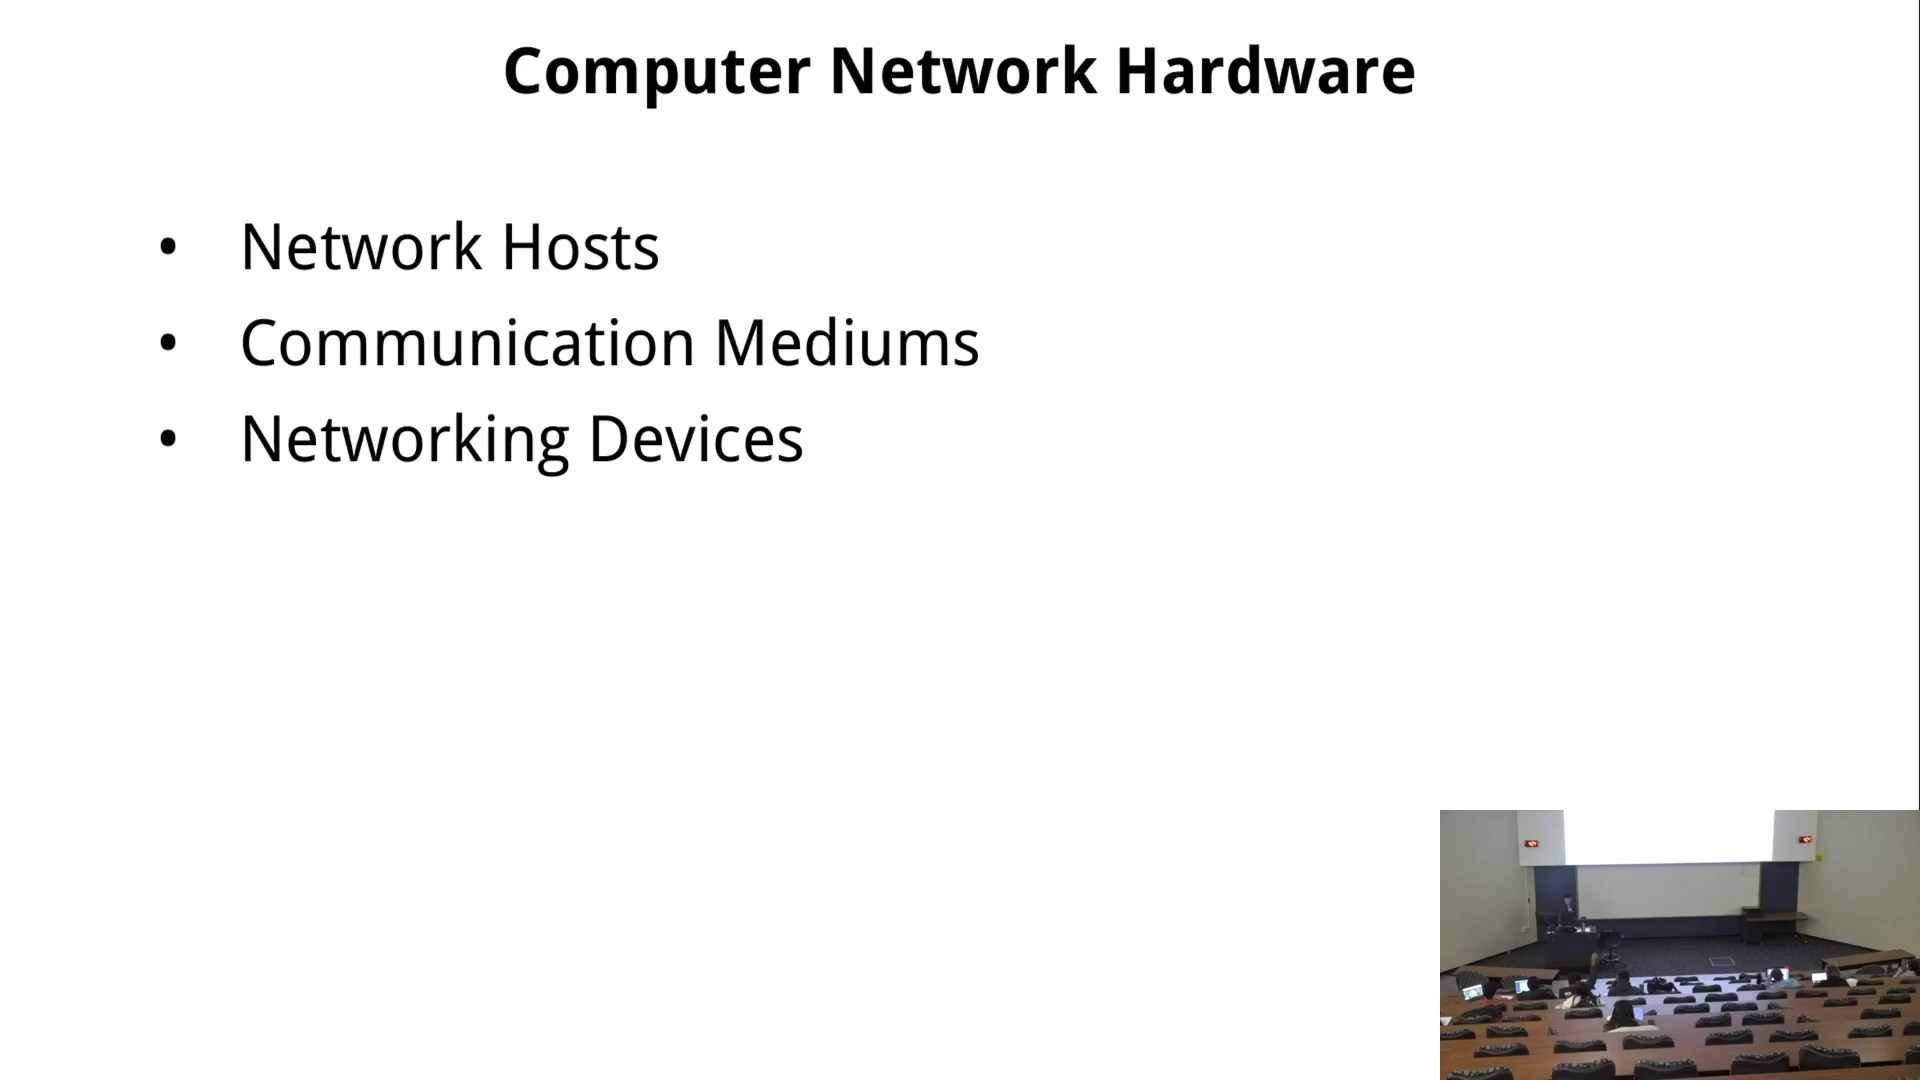 Computer Network Hardware
• Network Hosts
• Communication Mediums
• Networking Devices